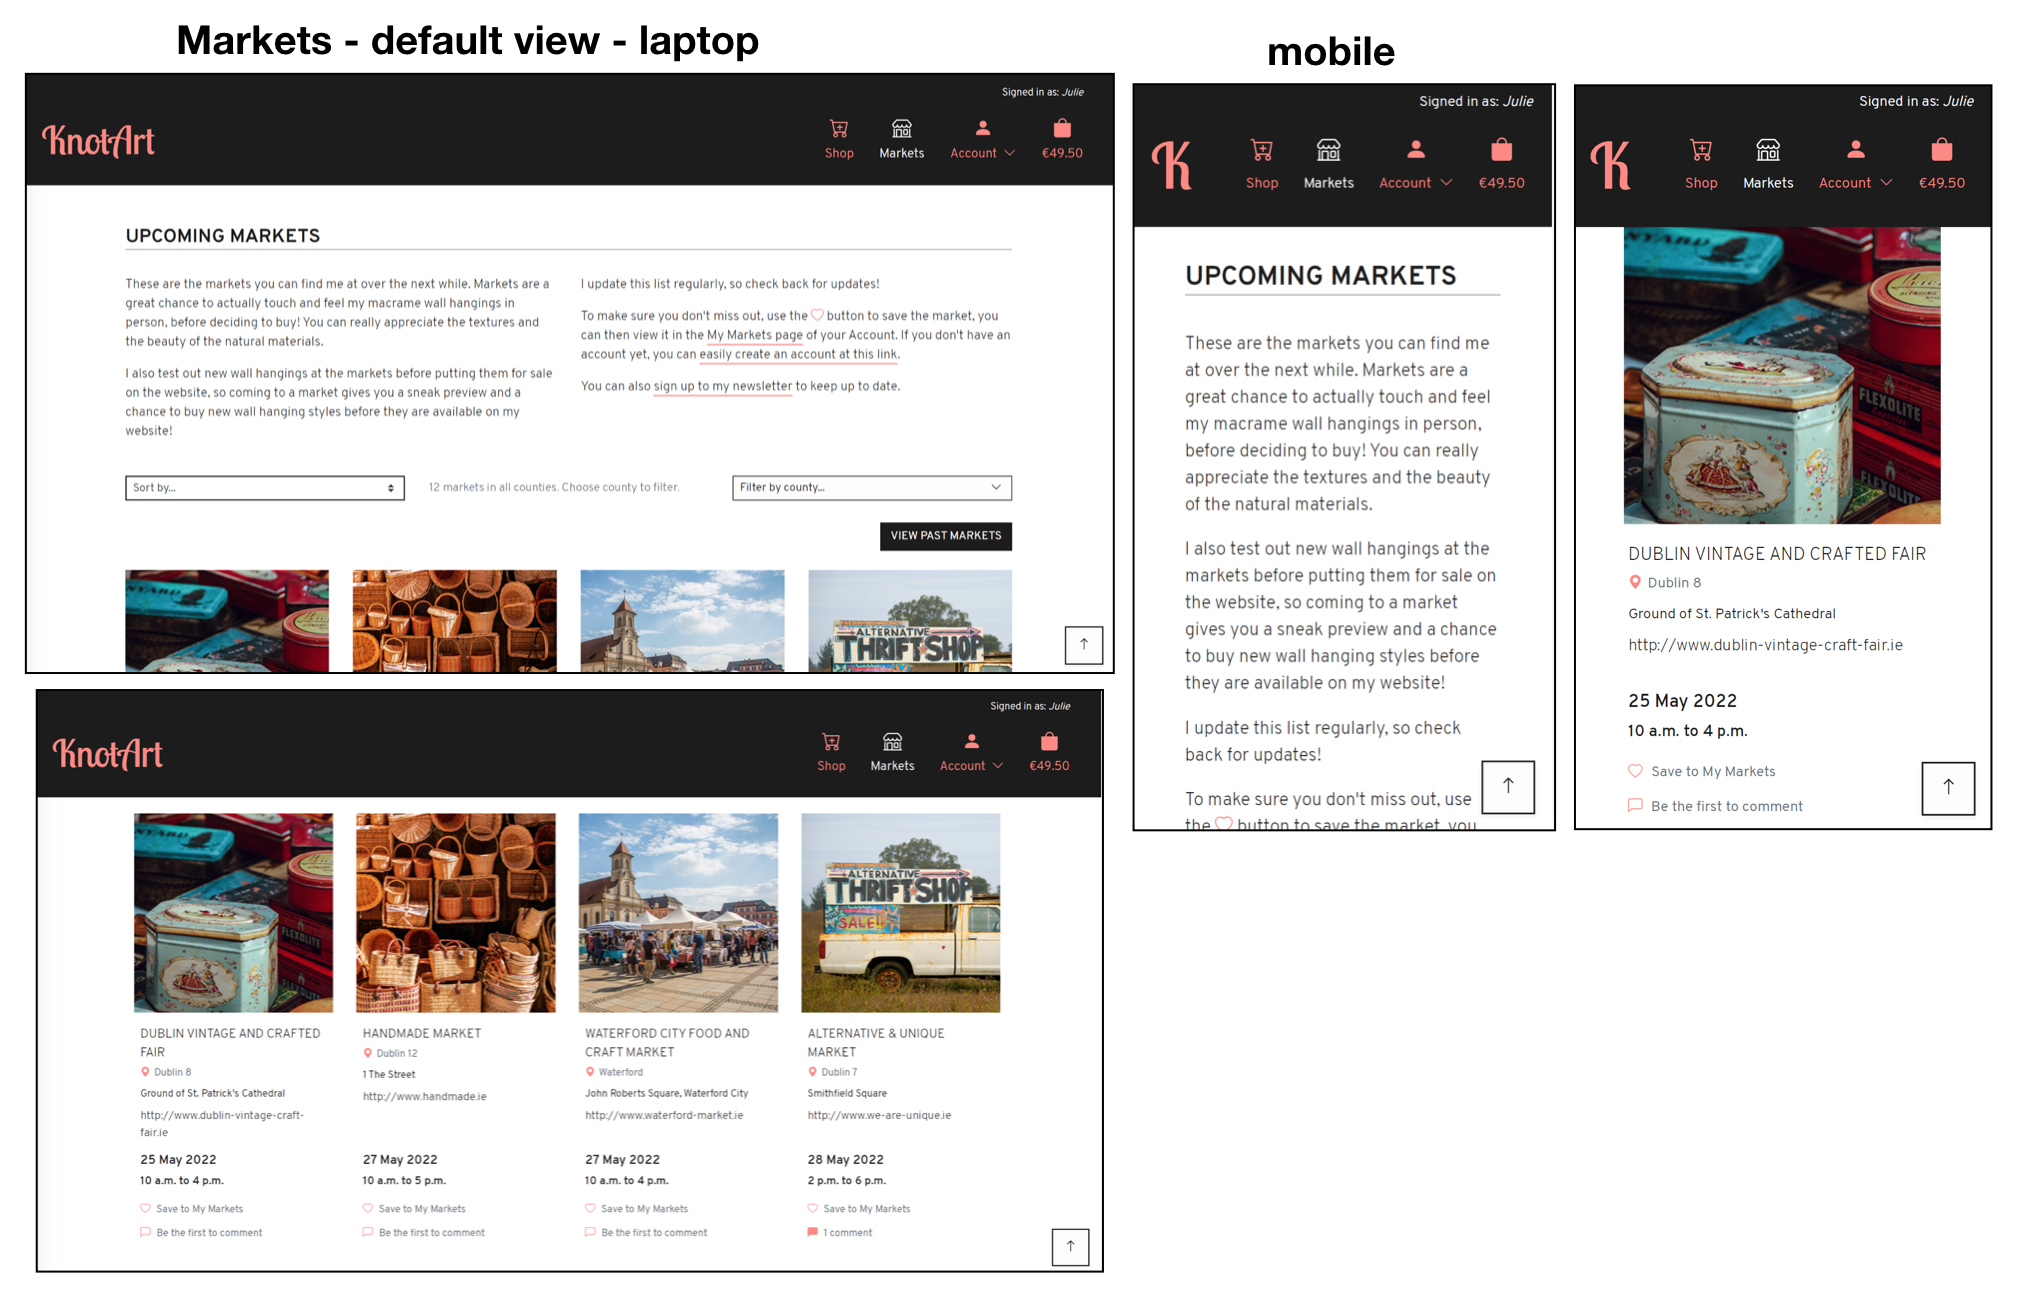 Markets - default view - laptop
Signed in as: Julie
KnotArt
Shop
Markets
Account
€49.50
UPCOMING MARKETS
These are the markets you can find me at over the next while. Markets are a
great chance to actually touch and feel my macrame wall hangings in
person, before deciding to buy! You can really appreciate the textures and
the beauty of the natural materials.
I also test out new wall hangings at the markets before putting them for sale
on the website, so coming to a market gives you a sneak preview and a
chance to buy new wall hanging styles before they are available on my
website!
I update this list regularly, so check back for updates!
To make sure you don't miss out, use the button to save the market, you
can then view it in the My Markets page of your Account. If you don't have an
account yet, you can easily create an account at this link.
You can also sign up to my newsletter to keep up to date.
Sort by...
12 markets in all counties. Choose county to filter.
Filter by county...
VIEW PAST MARKETS
ALTERNATIVE
THRIFT SHOP
Signed in as: Julie
KnotArt
Shop
Markets
Account
€49.50
NYARD
FLEXOLITE
ALTERNATIVE
THRIFT SHOP
SALE!
DUBLIN VINTAGE AND CRAFTED
FAIR
Dublin 8
Ground of St. Patrick's Cathedral
http://www.dublin-vintage-craft-
fair.ie
25 May 2022
10 a.m. to 4 p.m.
Save to My Markets
Be the first to comment
HANDMADE MARKET
Dublin 12
1 The Street
http://www.handmade.ie
27 May 2022
10 a.m. to 5 p.m.
Save to My Markets
Be the first to comment
WATERFORD CITY FOOD AND
CRAFT MARKET
Waterford
John Roberts Square, Waterford City
http://www.waterford-market.ie
27 May 2022
10 a.m. to 4 p.m.
Save to My Markets
Be the first to comment
ALTERNATIVE & UNIQUE
MARKET
Dublin 7
Smithfield Square
http://www.we-are-unique.ie
28 May 2022
2 p.m. to 6 p.m.
Save to My Markets
1 comment
mobile
Signed in as: Julie
K
Shop
Markets
Account
€49.50
UPCOMING MARKETS
These are the markets you can find me
at over the next while. Markets are a
great chance to actually touch and feel
my macrame wall hangings in person,
before deciding to buy! You can really
appreciate the textures and the beauty
of the natural materials.
I also test out new wall hangings at the
markets before putting them for sale on
the website, so coming to a market
gives you a sneak preview and a chance
to buy new wall hanging styles before
they are available on my website!
I update this list regularly, so check
back for updates!
To make sure you don't miss out, use
the button to save the market, you
Signed in as: Julie
K
Shop
Markets
Account
€49.50
NYARD
FLEXOLITE
FLEXOLIT
DUBLIN VINTAGE AND CRAFTED FAIR
Dublin 8
Ground of St. Patrick's Cathedral
http://www.dublin-vintage-craft-fair.ie
25 May 2022
10 a.m. to 4 p.m.
Save to My Markets
Be the first to comment